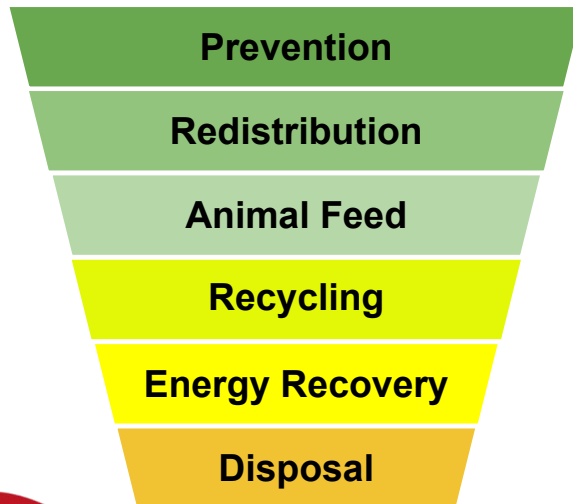 Prevention
Redistribution
Animal Feed
Recycling
Energy Recovery
Disposal